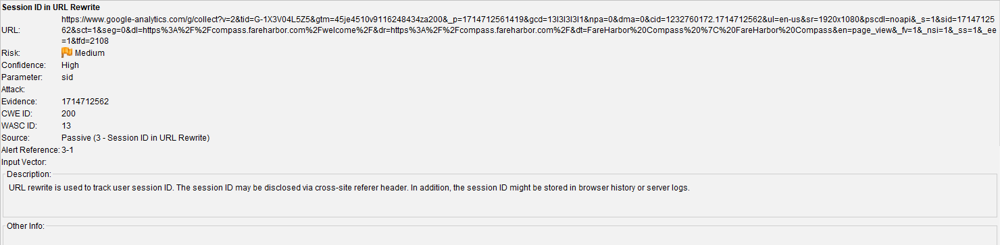 Session ID in URL Rewrite
https://www.google-analytics.com/g/collect?v=2&tid=G-1X3V04L5Z5&gtm=45je4510v9116248434za200&_p=1714712561419&gcd=13l3l3l3l1&npa=0&dma=0&cid=1232760172.1714712562&ul=en-us&sr=1920x1080&pscdl=noapi&_s=1&sid=17147125
URL: 62&sct=1&seg=0&dl=https%3A%2F%2Fcompass.fareharbor.com%2Fwelcome%2F&dr=https%3A%2F%2Fcompass.fareharbor.com%2F&dt=FareHarbor%20Compass%20%7C%20FareHarbor%20Compass&en=page_view&_fv=1&_nsi=1&_ss=1&_ee
=1&tfd=2108
Risk: Medium
Confidence: High
Parameter: sid
Attack:
Evidence: 1714712562
CWE ID: 200
WASC ID: 13
Source: Passive (3 - Session ID in URL Rewrite)
Alert Reference: 3-1
Input Vector:
Description:
URL rewrite is used to track user session ID. The session ID may be disclosed via cross-site referer header. In addition, the session ID might be stored in browser history or server logs.
Other Info: